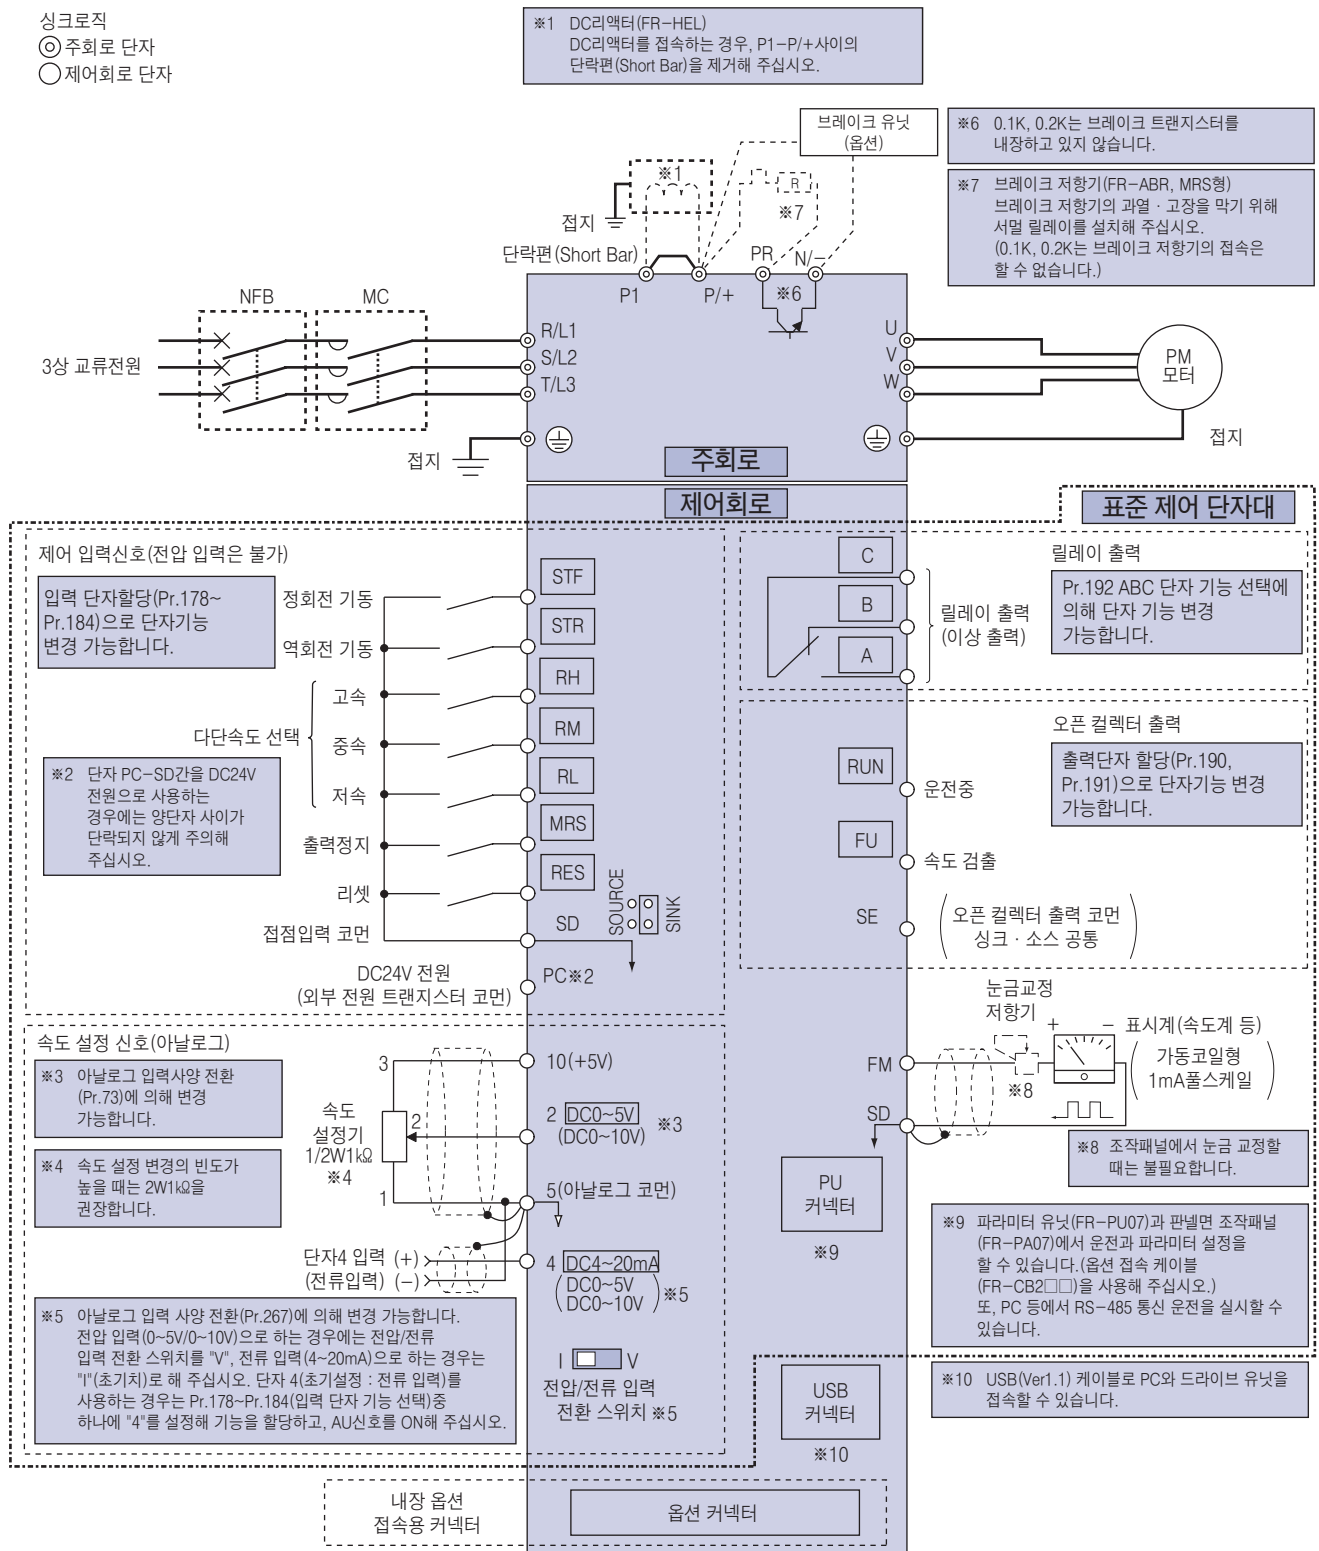 싱크로직
주회로 단자
제어회로 단자
※1 DC리액터(FR-HEL)
DC리액터를 접속하는 경우, P1-P/+사이의
단락편(Short Bar)을 제거해 주십시오.
브레이크 유닛
(옵션)
※6 0.1K, 0.2K는 브레이크 트랜지스터를
내장하고 있지 않습니다.
※7 브레이크 저항기(FR-ABR, MRS형)
브레이크 저항기의 과열 · 고장을 막기 위해
서멀 릴레이를 설치해 주십시오.
(0.1K, 0.2K는 브레이크 저항기의 접속은
할 수 없습니다.)
※1
R
※7
접지
단락편(Short Bar)
PR
N/-
P1
P/+
※6
NFB
MC
3상 교류전원
R/L1
S/L2
T/L3
U
V
W
PM
모터
접지
접지
주회로
제어회로
표준 제어 단자대
제어 입력신호(전압 입력은 불가)
입력 단자할당(Pr.178~
Pr.184)으로 단자기능
변경 가능합니다.
정회전 기동
역회전 기동
다단속도 선택
고속
중속
저속
출력정지
리셋
접점입력 코먼
DC24V 전원
(외부 전원 트랜지스터 코먼)
※2 단자 PC-SD간을 DC24V
전원으로 사용하는
경우에는 양단자 사이가
단락되지 않게 주의해
주십시오.
STF
STR
RH
RM
RL
MRS
RES
SD
SOURCE
SINK
PC※2
릴레이 출력
C
B
A
릴레이 출력
(이상 출력)
Pr.192 ABC 단자 기능 선택에
의해 단자 기능 변경
가능합니다.
오픈 컬렉터 출력
출력단자 할당(Pr.190,
Pr.191)으로 단자기능 변경
가능합니다.
RUN
운전중
FU
속도 검출
SE
오픈 컬렉터 출력 코먼
싱크 · 소스 공통
속도 설정 신호(아날로그)
※3 아날로그 입력사양 전환
(Pr.73)에 의해 변경
가능합니다.
※4 속도 설정 변경의 빈도가
높을 때는 2W1㏀을
권장합니다.
속도
설정기
1/2W1㏀
※4
3
2
1
10(+5V)
2 DC0~5V
(DC0~10V)
※3
5(아날로그 코먼)
단자4 입력 (+)
(전류입력) (-)
4 DC4~20mA
DC0~5V
DC0~10V
※5
※5 아날로그 입력 사양 전환(Pr.267)에 의해 변경 가능합니다.
전압 입력(0~5V/0~10V)으로 하는 경우에는 전압/전류
입력 전환 스위치를 "V", 전류 입력(4~20mA)으로 하는 경우는
"I"(초기치)로 해 주십시오. 단자 4(초기설정 : 전류 입력)를
사용하는 경우는 Pr.178~Pr.184(입력 단자 기능 선택)중
하나에 "4"를 설정해 기능을 할당하고, AU신호를 ON해 주십시오.
I
V
전압/전류 입력
전환 스위치 ※5
눈금교정
저항기
+
-
표시계(속도계 등)
가동코일형
1mA풀스케일
FM
※8
SD
※8 조작패널에서 눈금 교정할
때는 불필요합니다.
PU
커넥터
※9
※9 파라미터 유닛(FR-PU07)과 판넬면 조작패널
(FR-PA07)에서 운전과 파라미터 설정을
할 수 있습니다.(옵션 접속 케이블
(FR-CB2□□)을 사용해 주십시오.)
또, PC 등에서 RS-485 통신 운전을 실시할 수
있습니다.
USB
커넥터
※10
※10 USB(Ver1.1) 케이블로 PC와 드라이브 유닛을
접속할 수 있습니다.
내장 옵션
접속용 커넥터
옵션 커넥터